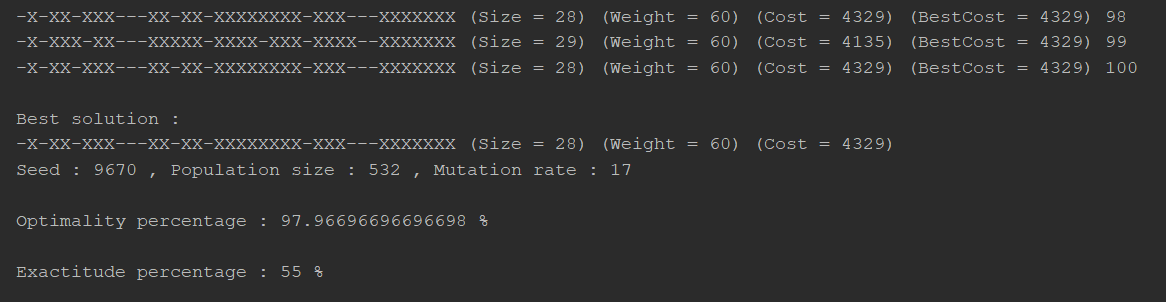 -X-XX-XXX---XX-XX-XXXXXXXX-XXX---XXXXXXX (Size = 28) (Weight = 60) (Cost = 4329) (BestCost = 4329) 98
-X-XXX-XX---XXXXX-XXXX-XXX-XXXX--XXXXXXX (Size = 29) (Weight = 60) (Cost = 4135) (BestCost = 4329) 99
-X-XX-XXX---XX-XX-XXXXXXXX-XXX---XXXXXXX (Size = 28) (Weight = 60) (Cost = 4329) (BestCost = 4329) 100
Best solution :
-X-XX-XXX---XX-XX-XXXXXXXX-XXX---XXXXXXX (Size = 28) (Weight = 60) (Cost = 4329)
Seed : 9670 , Population size : 532 , Mutation rate : 17
Optimality percentage : 97.96696696696698 %
Exactitude percentage : 55 %